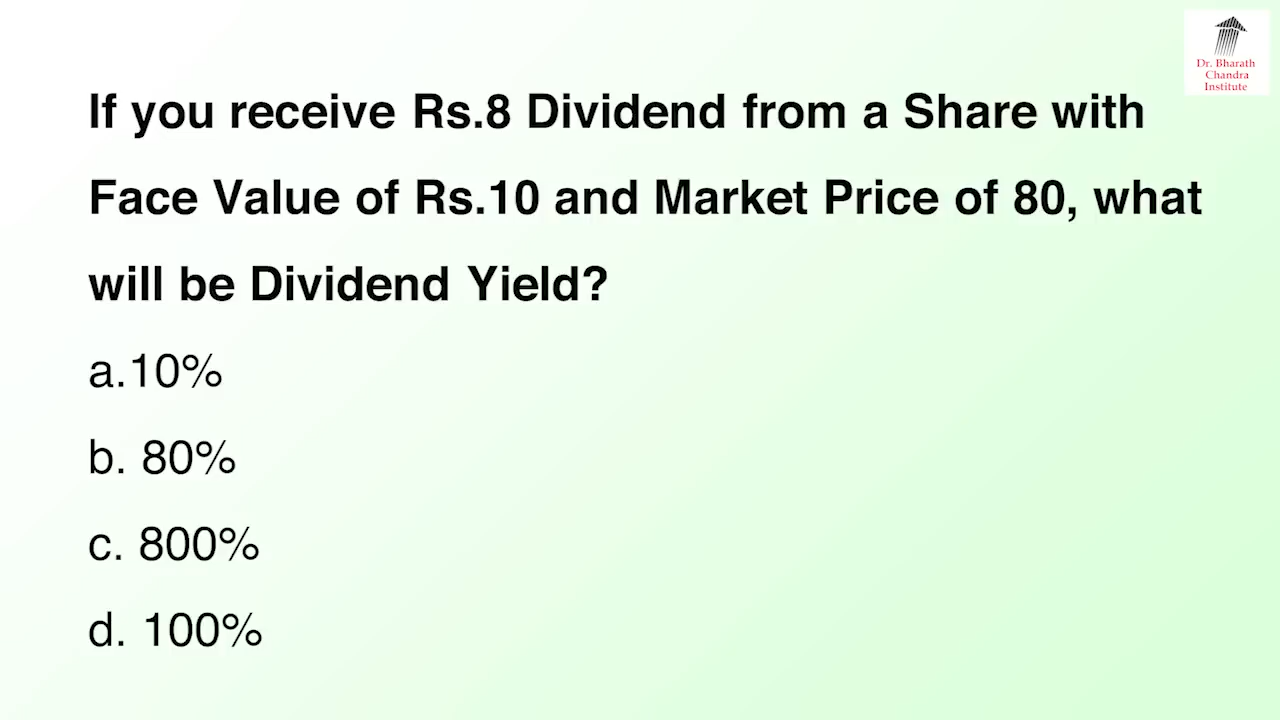 Dr. Bharath
Chandra
Institute
If you receive Rs.8 Dividend from a Share with
Face Value of Rs.10 and Market Price of 80, what
will be Dividend Yield?
a.10%
b. 80%
c. 800%
d. 100%